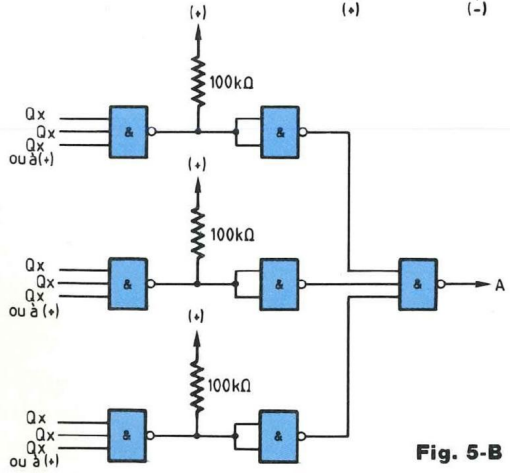 (+) (+) (-)
100kΩ
Qx
Qx
Qx
ou à (+)
&
&
(+)
100kΩ
Qx
Qx
Qx
ou à (+)
&
&
&
A
(+)
100kΩ
Qx
Qx
Qx
ou à (+)
&
&
Fig. 5-B